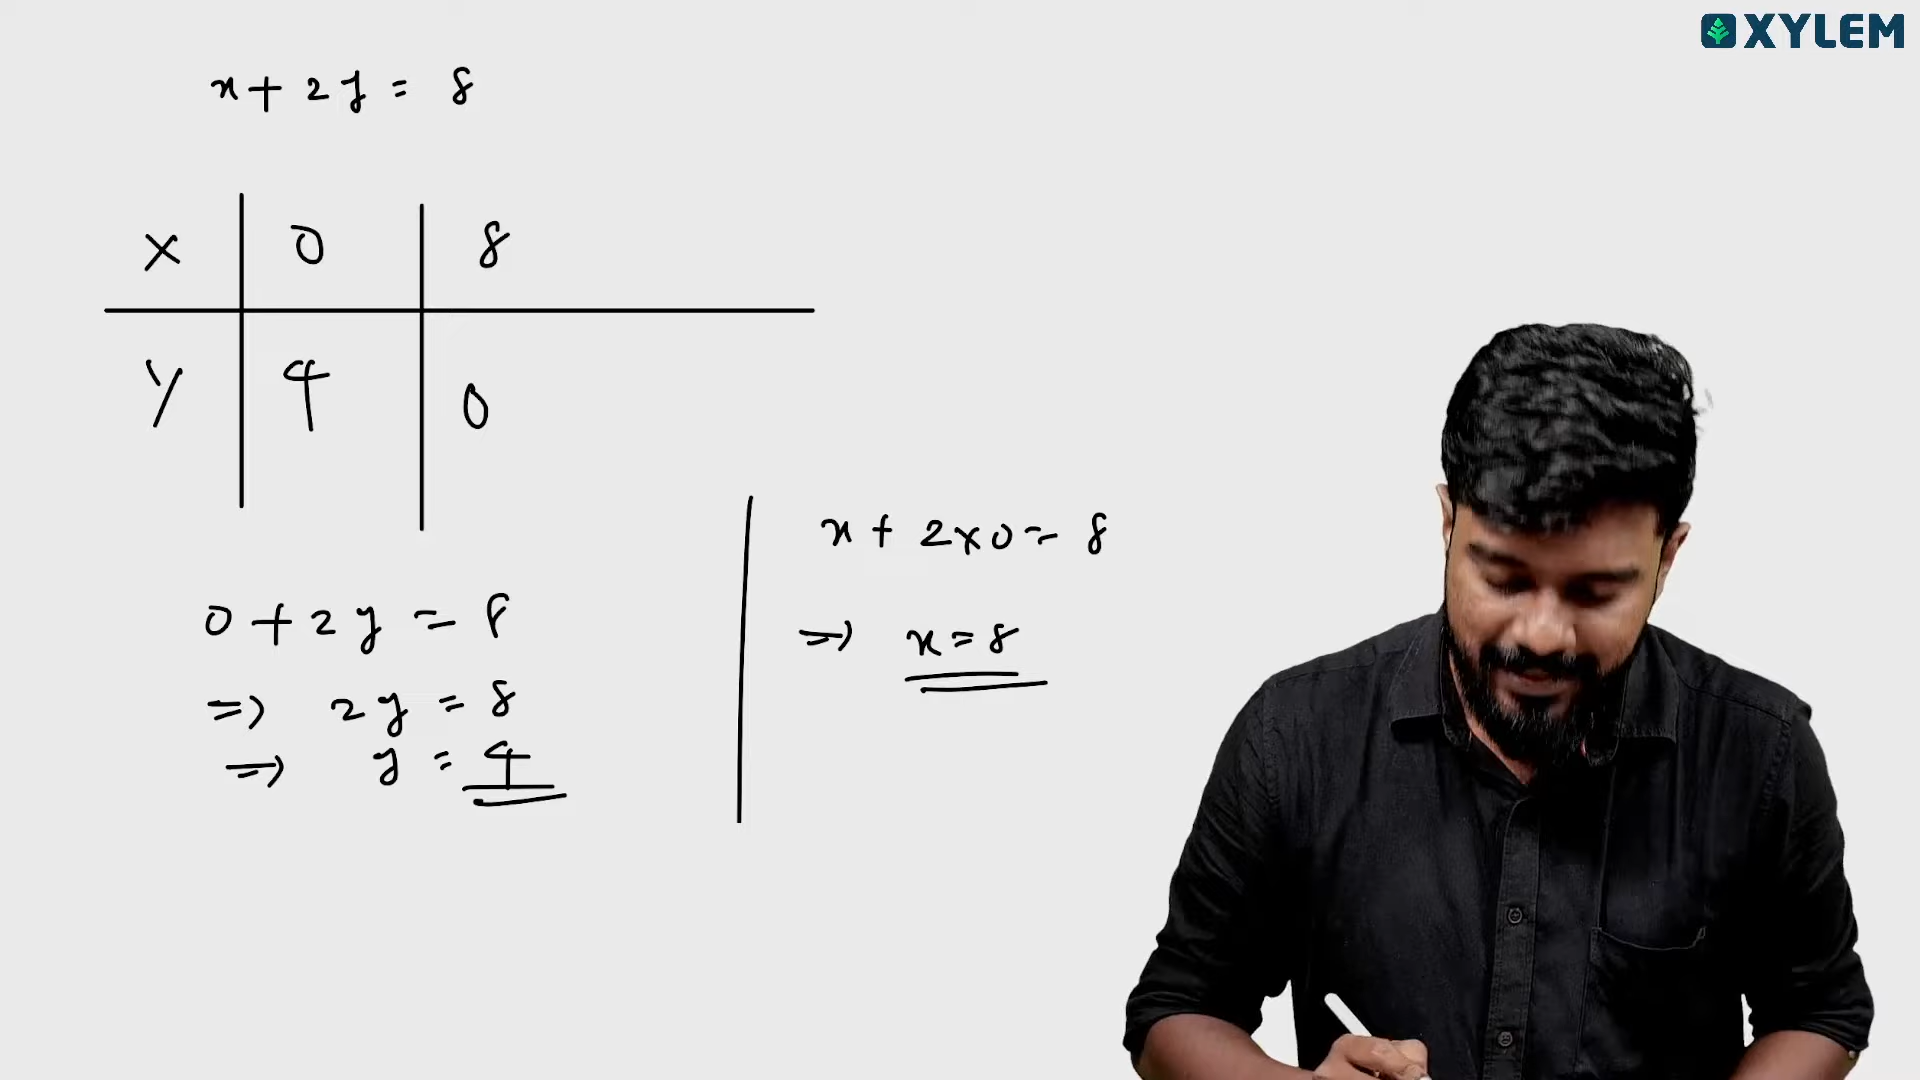 XYLEM
x + 2y = 8
X 0 8
Y 4 0
0 + 2y = 8
⇒ 2y = 8
⇒ y = 4
x + 2×0 = 8
⇒ x = 8